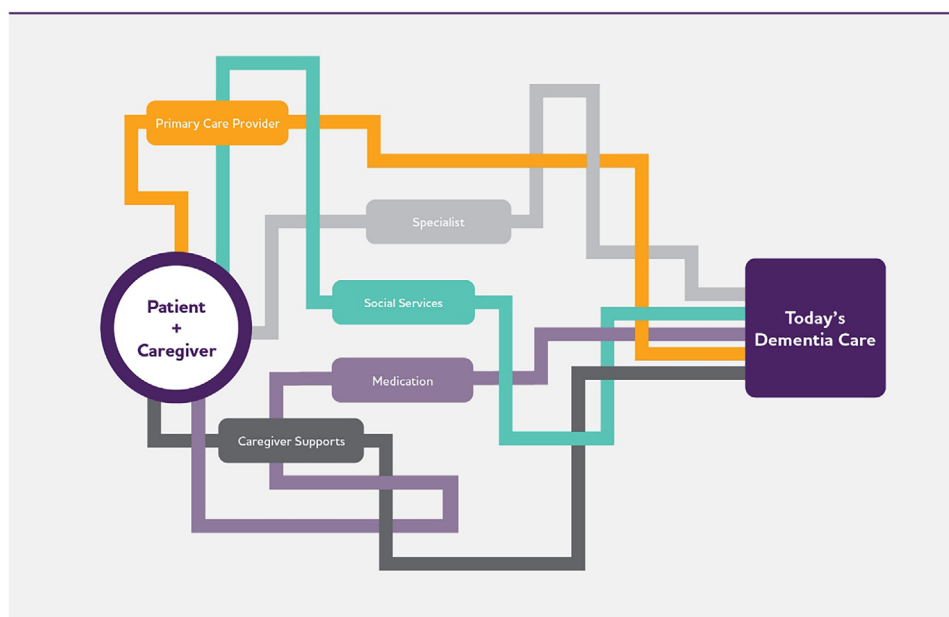 Primary Care Provider
Specialist
Patient
+
Caregiver
Social Services
Today's
Dementia Care
Medication
Caregiver Supports